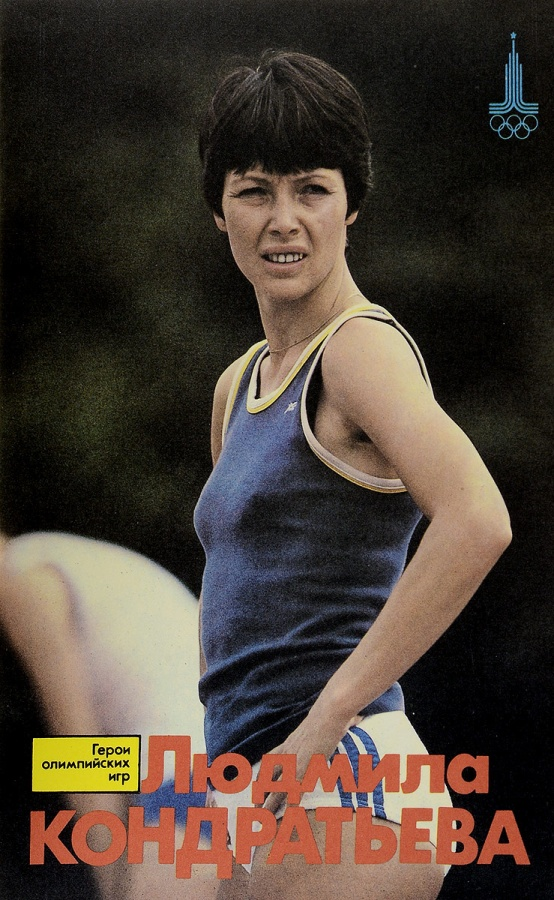 Герои
олимпийских
игр
Людмила
КОНДРАТЬЕВА